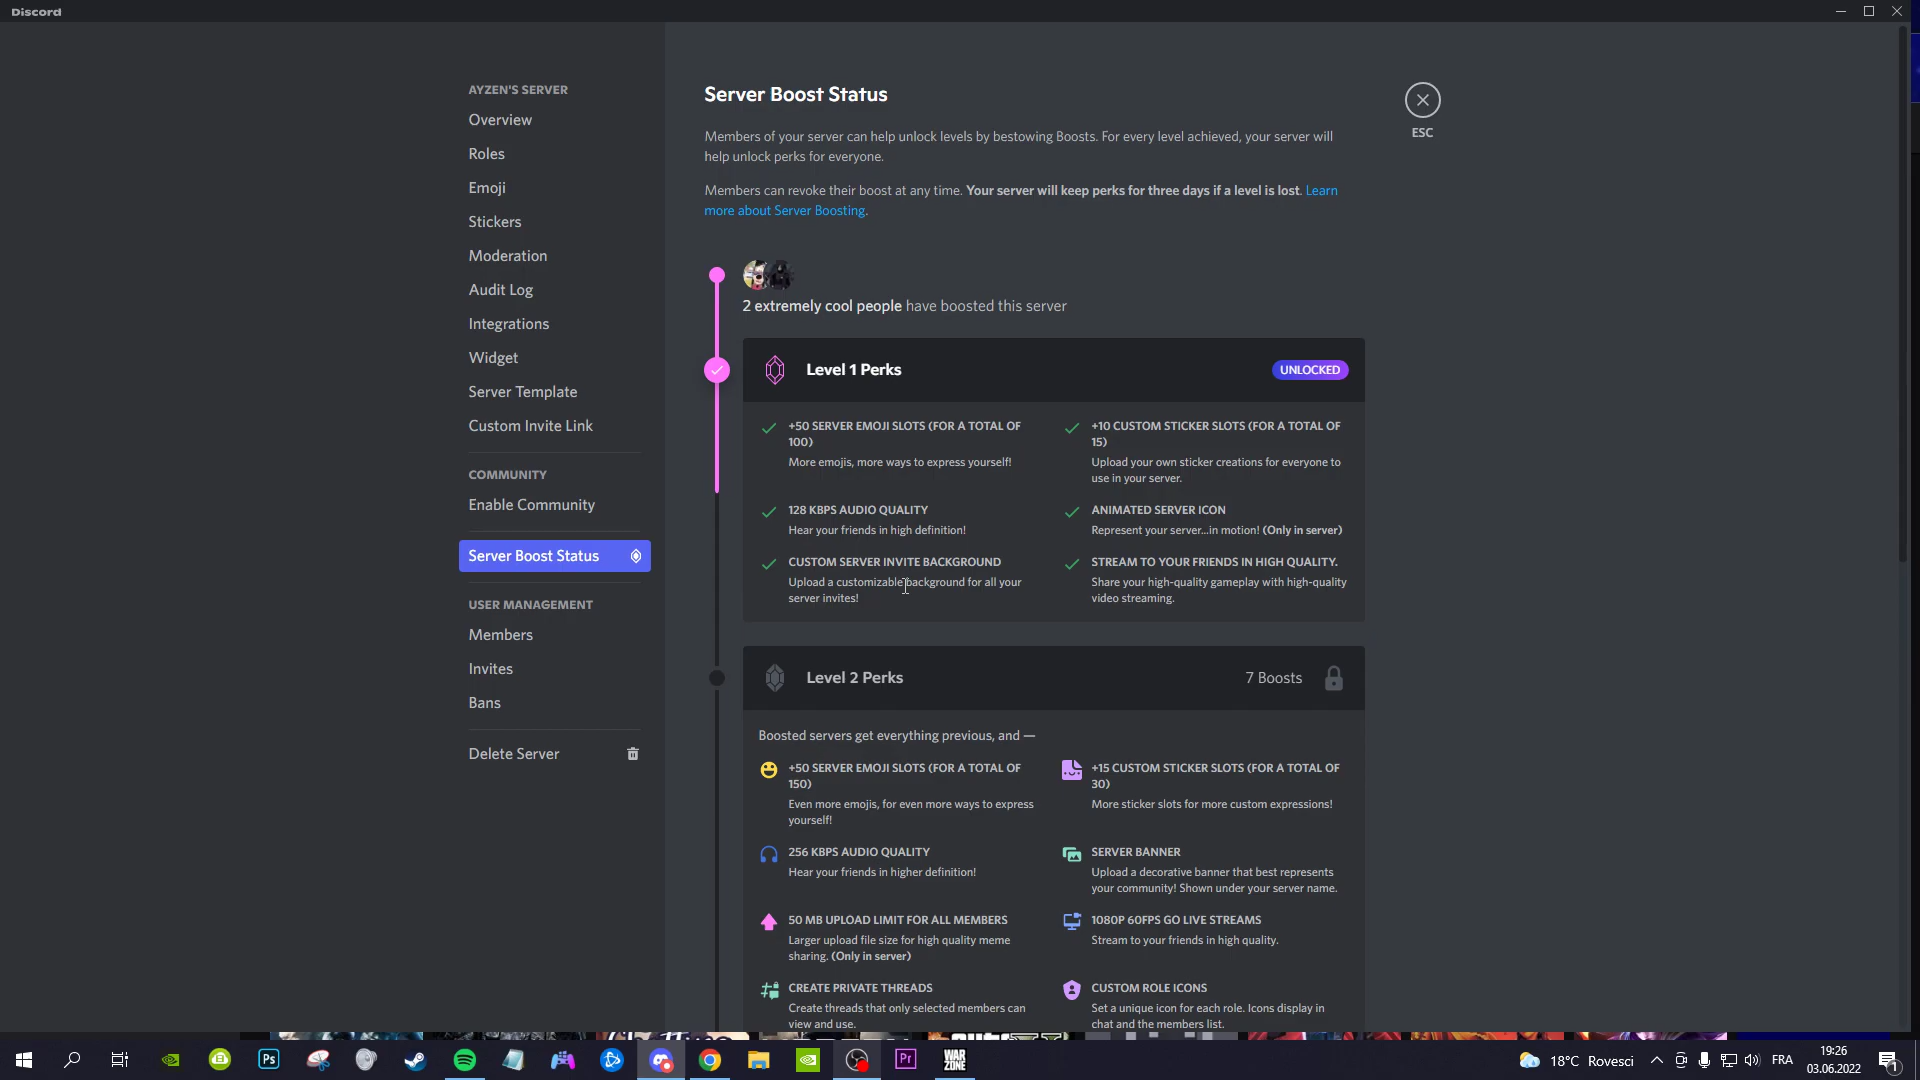 Discord
AYZEN'S SERVER
Overview
Roles
Emoji
Stickers
Moderation
Audit Log
Integrations
Widget
Server Template
Custom Invite Link
COMMUNITY
Enable Community
Server Boost Status
USER MANAGEMENT
Members
Invites
Bans
Delete Server
Server Boost Status
ESC
Members of your server can help unlock levels by bestowing Boosts. For every level achieved, your server will
help unlock perks for everyone.
Members can revoke their boost at any time. Your server will keep perks for three days if a level is lost. Learn
more about Server Boosting.
2 extremely cool people have boosted this server
Level 1 Perks
UNLOCKED
+50 SERVER EMOJI SLOTS (FOR A TOTAL OF
100)
More emojis, more ways to express yourself!
+10 CUSTOM STICKER SLOTS (FOR A TOTAL OF
15)
Upload your own sticker creations for everyone to
use in your server.
128 KBPS AUDIO QUALITY
Hear your friends in high definition!
ANIMATED SERVER ICON
Represent your server...in motion! (Only in server)
CUSTOM SERVER INVITE BACKGROUND
Upload a customizable background for all your
server invites!
STREAM TO YOUR FRIENDS IN HIGH QUALITY.
Share your high-quality gameplay with high-quality
video streaming.
Level 2 Perks
7 Boosts
Boosted servers get everything previous, and —
+50 SERVER EMOJI SLOTS (FOR A TOTAL OF
150)
Even more emojis, for even more ways to express
yourself!
+15 CUSTOM STICKER SLOTS (FOR A TOTAL OF
30)
More sticker slots for more custom expressions!
256 KBPS AUDIO QUALITY
Hear your friends in higher definition!
SERVER BANNER
Upload a decorative banner that best represents
your community! Shown under your server name.
50 MB UPLOAD LIMIT FOR ALL MEMBERS
Larger upload file size for high quality meme
sharing. (Only in server)
1080P 60FPS GO LIVE STREAMS
Stream to your friends in high quality.
CREATE PRIVATE THREADS
Create threads that only selected members can
view and use.
CUSTOM ROLE ICONS
Set a unique icon for each role. Icons display in
chat and the members list.
Ps
Pr
WAR
ZONE
18°C Rovesci
FRA
19:26
03.06.2022
1